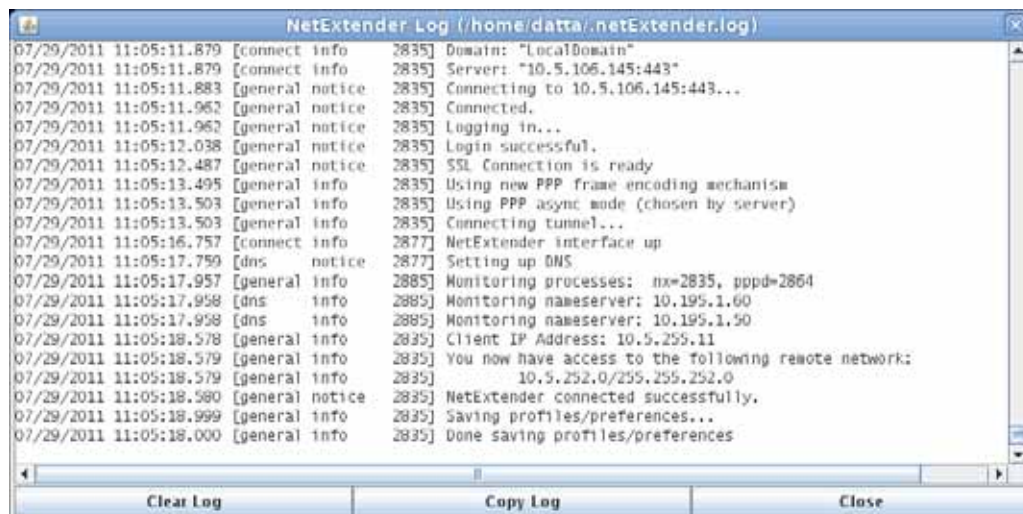 NetExtender Log (/home/datta/.netExtender.log)
07/29/2011 11:05:11.879 [connect info 2835] Domain: "LocalDomain"
07/29/2011 11:05:11.879 [connect info 2835] Server: "10.5.106.145:443"
07/29/2011 11:05:11.883 [general notice 2835] Connecting to 10.5.106.145:443...
07/29/2011 11:05:11.962 [general notice 2835] Connected.
07/29/2011 11:05:11.962 [general notice 2835] Logging in...
07/29/2011 11:05:12.038 [general notice 2835] Login successful.
07/29/2011 11:05:12.487 [general notice 2835] SSL Connection is ready
07/29/2011 11:05:13.495 [general info 2835] Using new PPP frame encoding mechanism
07/29/2011 11:05:13.503 [general info 2835] Using PPP async mode (chosen by server)
07/29/2011 11:05:13.503 [general info 2835] Connecting tunnel...
07/29/2011 11:05:16.757 [connect info 2877] NetExtender interface up
07/29/2011 11:05:17.759 [dns notice 2877] Setting up DNS
07/29/2011 11:05:17.957 [general info 2885] Monitoring processes: nx=2835, pppd=2864
07/29/2011 11:05:17.958 [dns info 2885] Monitoring nameserver: 10.195.1.60
07/29/2011 11:05:17.958 [dns info 2885] Monitoring nameserver: 10.195.1.50
07/29/2011 11:05:18.578 [general info 2835] Client IP Address: 10.5.255.11
07/29/2011 11:05:18.579 [general info 2835] You now have access to the following remote network:
07/29/2011 11:05:18.579 [general info 2835] 10.5.252.0/255.255.252.0
07/29/2011 11:05:18.580 [general notice 2835] NetExtender connected successfully.
07/29/2011 11:05:18.999 [general info 2835] Saving profiles/preferences...
07/29/2011 11:05:18.000 [general info 2835] Done saving profiles/preferences
Clear Log Copy Log Close